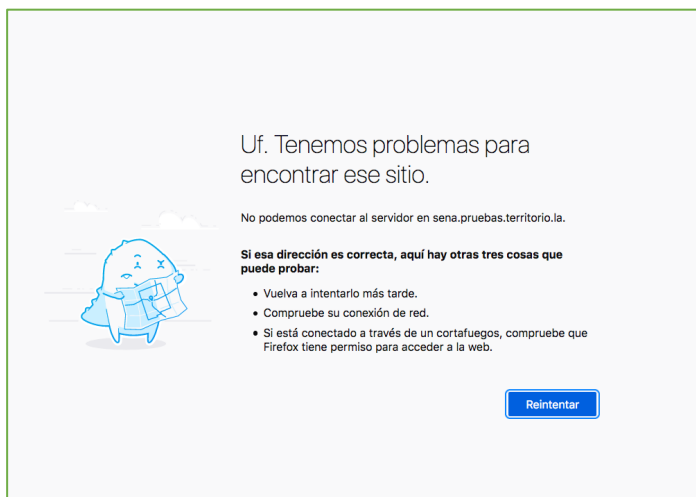 Uf. Tenemos problemas para
encontrar ese sitio.
No podemos conectar al servidor en sena.pruebas.territorio.la.
Si esa dirección es correcta, aquí hay otras tres cosas que
puede probar:
• Vuelva a intentarlo más tarde.
• Compruebe su conexión de red.
• Si está conectado a través de un cortafuegos, compruebe que
Firefox tiene permiso para acceder a la web.
Reintentar